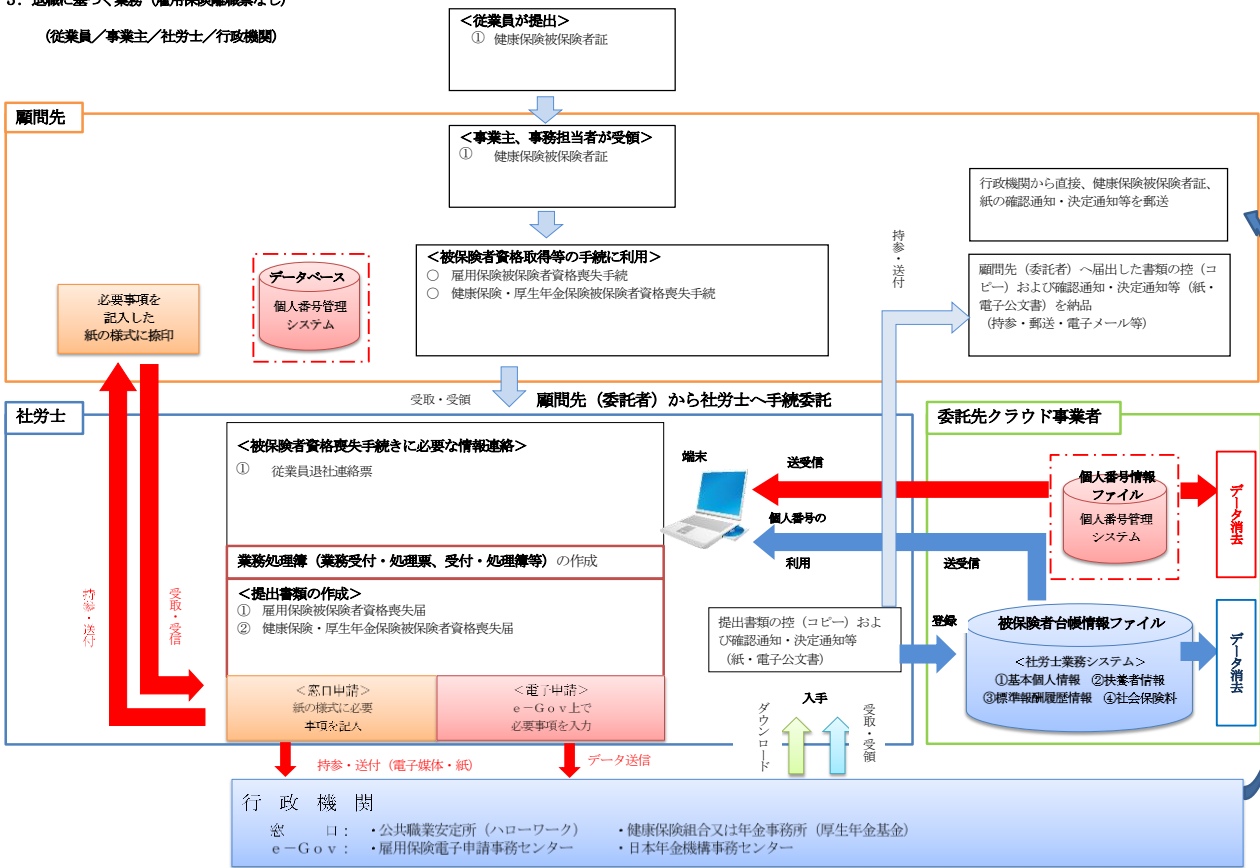 3．退職に基づく業務（雇用保険離職票なし）
（従業員／事業主／社労士／行政機関）
＜従業員が提出＞
① 健康保険被保険者証
顧問先
＜事業主、事務担当者が受領＞
① 健康保険被保険者証
行政機関から直接、健康保険被保険者証、
紙の確認通知・決定通知等を郵送
持参・送付
＜被保険者資格取得等の手続に利用＞
○ 雇用保険被保険者資格喪失手続
○ 健康保険・厚生年金保険被保険者資格喪失手続
顧問先（委託者）へ届出した書類の控（コ
ピー）および確認通知・決定通知等（紙・
電子公文書）を納品
（持参・郵送・電子メール等）
データベース
個人番号管理
システム
必要事項を
記入した
紙の様式に捺印
受取・受領
顧問先（委託者）から社労士へ手続委託
社労士
委託先クラウド事業者
＜被保険者資格喪失手続きに必要な情報連絡＞
① 従業員退社連絡票
端末
送受信
個人番号の
利用
送受信
個人番号情報
ファイル
個人番号管理
システム
データ消去
業務処理簿（業務受付・処理票、受付・処理簿等）の作成
＜提出書類の作成＞
① 雇用保険被保険者資格喪失届
② 健康保険・厚生年金保険被保険者資格喪失届
持参・送付
受取・受信
提出書類の控（コピー）およ
び確認通知・決定通知等
（紙・電子公文書）
登録
被保険者台帳情報ファイル
＜社労士業務システム＞
①基本個人情報 ②扶養者情報
③標準報酬履歴情報 ④社会保険料
データ消去
＜窓口申請＞
紙の様式に必要
事項を記入
＜電子申請＞
ｅ－Ｇｏｖ上で
必要事項を入力
入手
ダウンロード
受取・受領
持参・送付（電子媒体・紙）
データ送信
行 政 機 関
窓 口： ・公共職業安定所（ハローワーク） ・健康保険組合又は年金事務所（厚生年金基金）
ｅ－Ｇｏｖ： ・雇用保険電子申請事務センター ・日本年金機構事務センター